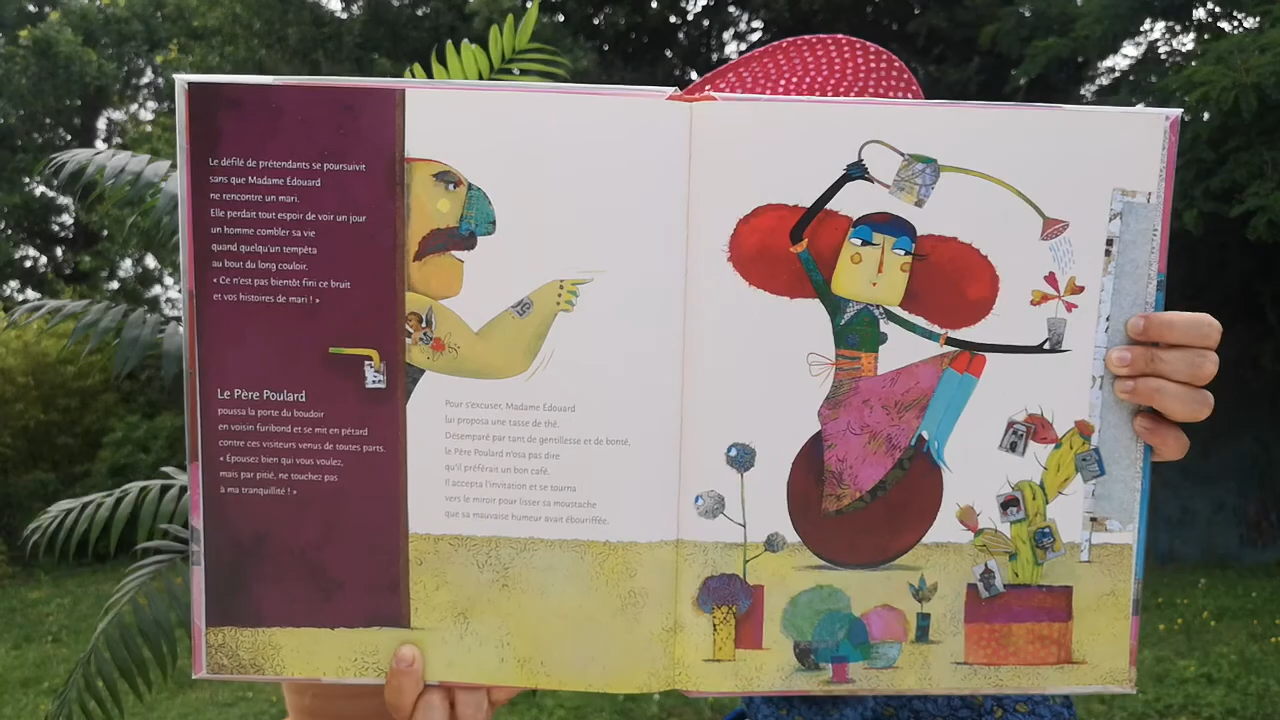 Le défilé de prétendants se poursuivit
sans que Madame Édouard
ne rencontre un mari.
Elle perdait tout espoir de voir un jour
un homme combler sa vie
quand quelqu'un tempêta
au bout du long couloir.
« Ce n'est pas bientôt fini ce bruit
et vos histoires de mari ! »
Le Père Poulard
poussa la porte du boudoir
en voisin furibond et se mit en pétard
contre ces visiteurs venus de toutes parts.
« Épousez bien qui vous voulez,
mais par pitié, ne touchez pas
à ma tranquillité ! »
Pour s'excuser, Madame Édouard
lui proposa une tasse de thé.
Désemparé par tant de gentillesse et de bonté,
le Père Poulard n'osa pas dire
qu'il préférait un bon café.
Il accepta l'invitation et se tourna
vers le miroir pour lisser sa moustache
que sa mauvaise humeur avait ébouriffée.